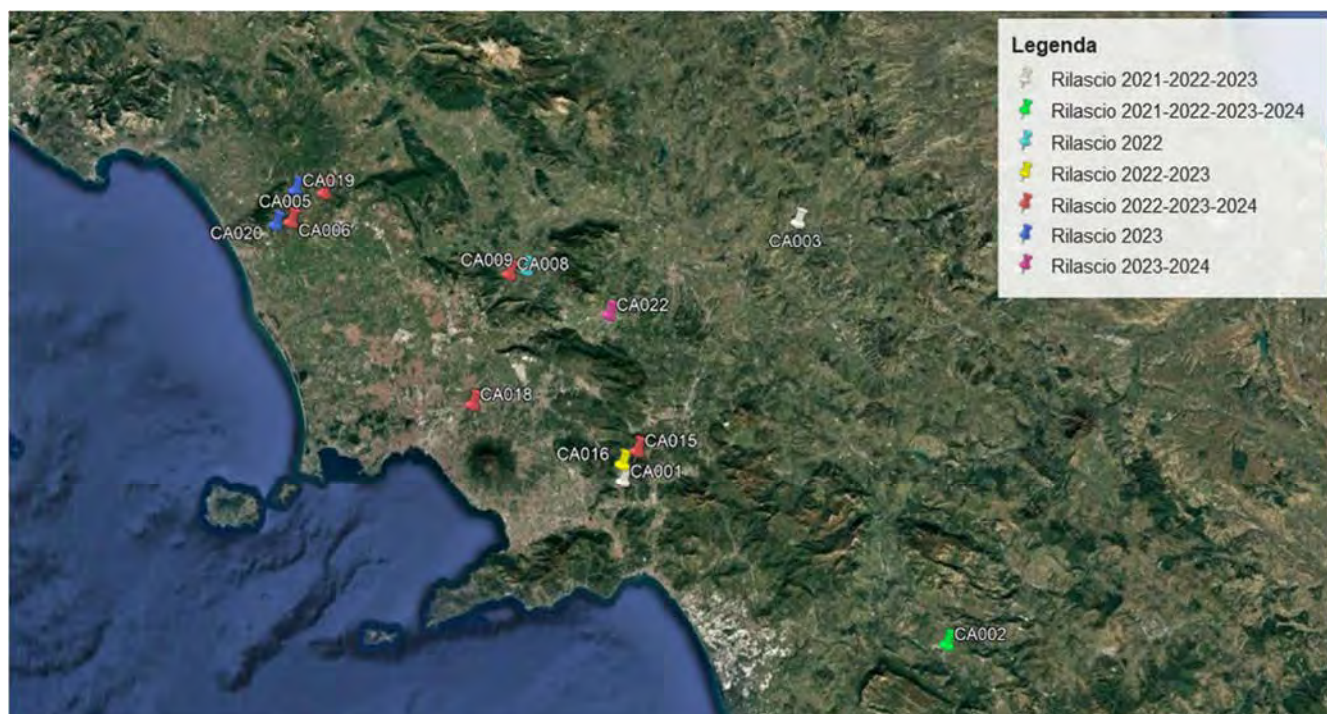 Legenda
Rilascio 2021-2022-2023
Rilascio 2021-2022-2023-2024
Rilascio 2022
Rilascio 2022-2023
Rilascio 2022-2023-2024
Rilascio 2023
Rilascio 2023-2024
CA019
CA005
CA020
CA006
CA003
CA009
CA008
CA022
CA018
CA015
CA016
CA001
CA002